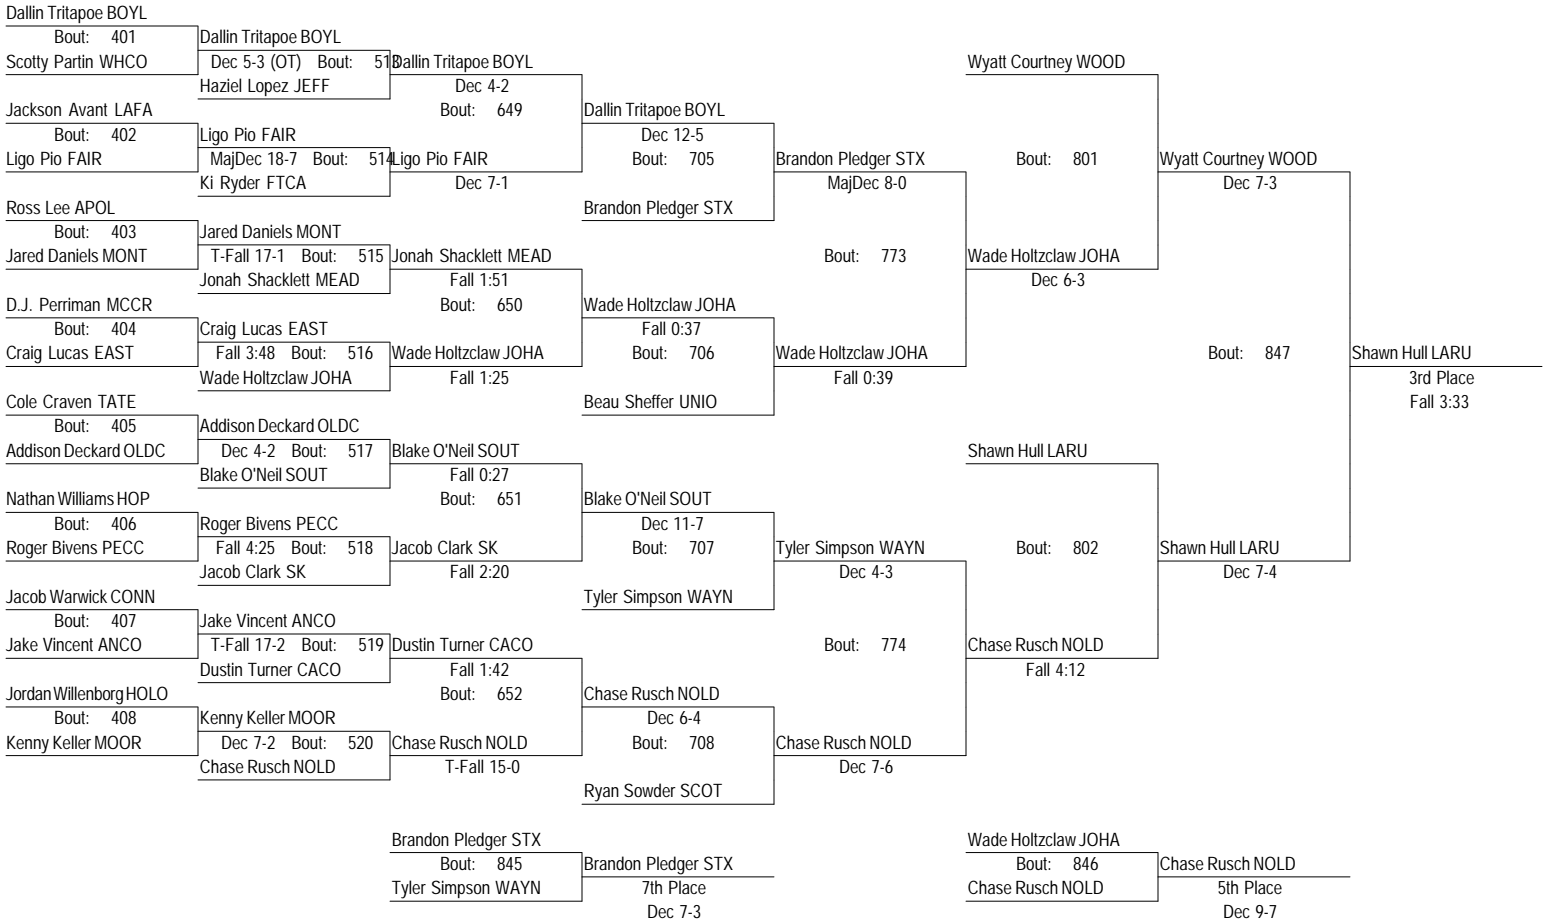 Dallin Tritapoe BOYL
Bout: 401
Scotty Partin WHCO
Jackson Avant LAFA
Bout: 402
Ligo Pio FAIR
Ross Lee APOL
Bout: 403
Jared Daniels MONT
D.J. Perriman MCCR
Bout: 404
Craig Lucas EAST
Cole Craven TATE
Bout: 405
Addison Deckard OLDC
Nathan Williams HOP
Bout: 406
Roger Bivens PECC
Jacob Warwick CONN
Bout: 407
Jake Vincent ANCO
Jordan Willenborg HOLO
Bout: 408
Kenny Keller MOOR
Dallin Tritapoe BOYL
Dec 5-3 (OT) Bout: 513
Haziel Lopez JEFF
Ligo Pio FAIR
MajDec 18-7 Bout: 514
Ki Ryder FTCA
Jared Daniels MONT
T-Fall 17-1 Bout: 515
Jonah Shacklett MEAD
Craig Lucas EAST
Fall 3:48 Bout: 516
Wade Holtzclaw JOHA
Addison Deckard OLDC
Dec 4-2 Bout: 517
Blake O'Neil SOUT
Roger Bivens PECC
Fall 4:25 Bout: 518
Jacob Clark SK
Jake Vincent ANCO
T-Fall 17-2 Bout: 519
Dustin Turner CACO
Kenny Keller MOOR
Dec 7-2 Bout: 520
Chase Rusch NOLD
Dallin Tritapoe BOYL
Dec 4-2
Bout: 649
Ligo Pio FAIR
Dec 7-1
Jonah Shacklett MEAD
Fall 1:51
Bout: 650
Wade Holtzclaw JOHA
Fall 1:25
Blake O'Neil SOUT
Fall 0:27
Bout: 651
Jacob Clark SK
Fall 2:20
Dustin Turner CACO
Fall 1:42
Bout: 652
Chase Rusch NOLD
T-Fall 15-0
Dallin Tritapoe BOYL
Dec 12-5
Bout: 705
Brandon Pledger STX
Wade Holtzclaw JOHA
Fall 0:37
Bout: 706
Beau Sheffer UNIO
Blake O'Neil SOUT
Dec 11-7
Bout: 707
Tyler Simpson WAYN
Chase Rusch NOLD
Dec 6-4
Bout: 708
Ryan Sowder SCOT
Brandon Pledger STX
MajDec 8-0
Bout: 773
Wade Holtzclaw JOHA
Fall 0:39
Tyler Simpson WAYN
Dec 4-3
Bout: 774
Chase Rusch NOLD
Dec 7-6
Wyatt Courtney WOOD
Bout: 801
Wade Holtzclaw JOHA
Dec 6-3
Shawn Hull LARU
Bout: 802
Chase Rusch NOLD
Fall 4:12
Wyatt Courtney WOOD
Dec 7-3
Bout: 847
Shawn Hull LARU
Dec 7-4
Shawn Hull LARU
3rd Place
Fall 3:33
Brandon Pledger STX
Bout: 845
Tyler Simpson WAYN
Brandon Pledger STX
7th Place
Dec 7-3
Wade Holtzclaw JOHA
Bout: 846
Chase Rusch NOLD
Chase Rusch NOLD
5th Place
Dec 9-7